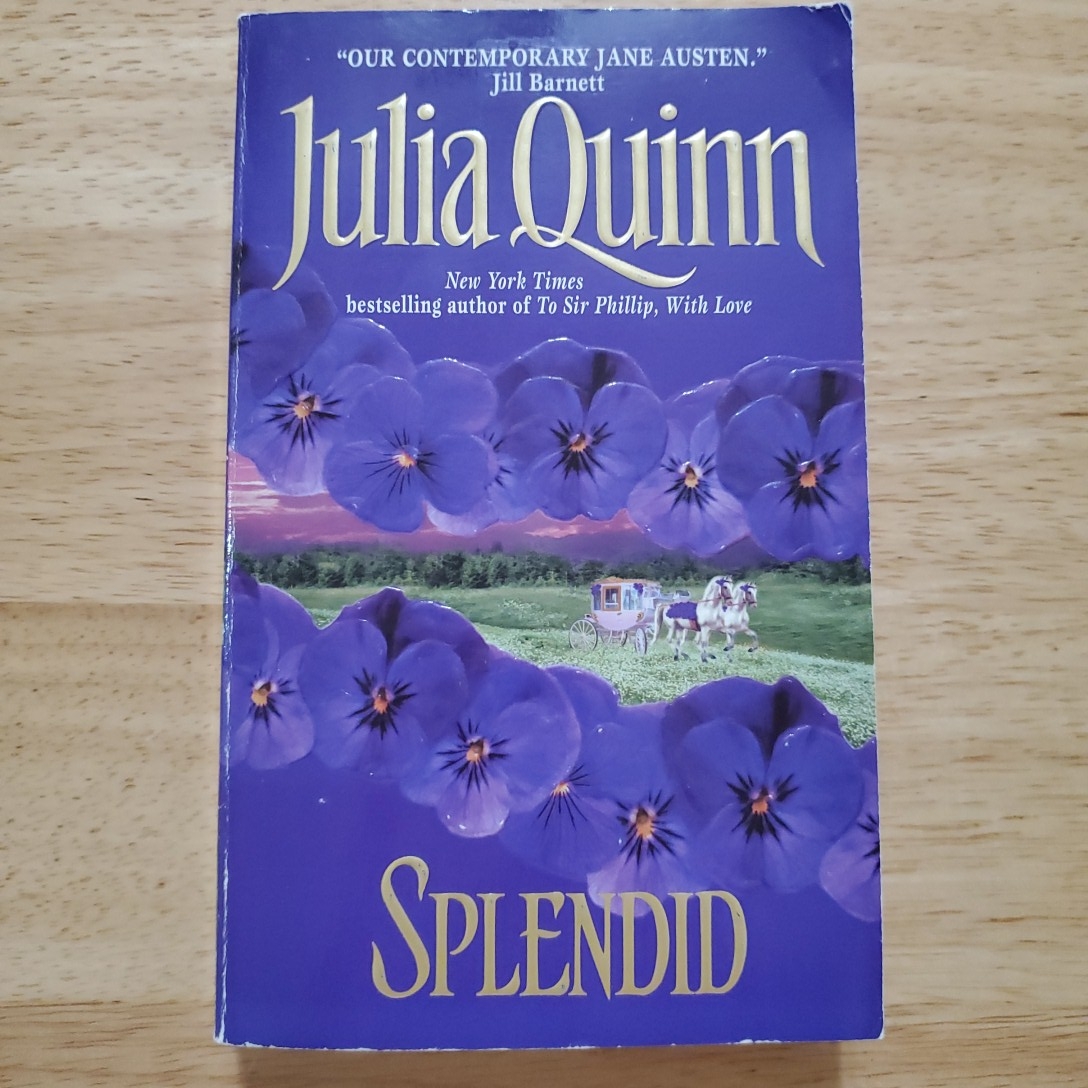 “OUR CONTEMPORARY JANE AUSTEN.”
Jill Barnett
Julia Quinn
New York Times
bestselling author of To Sir Phillip, With Love
SPLENDID